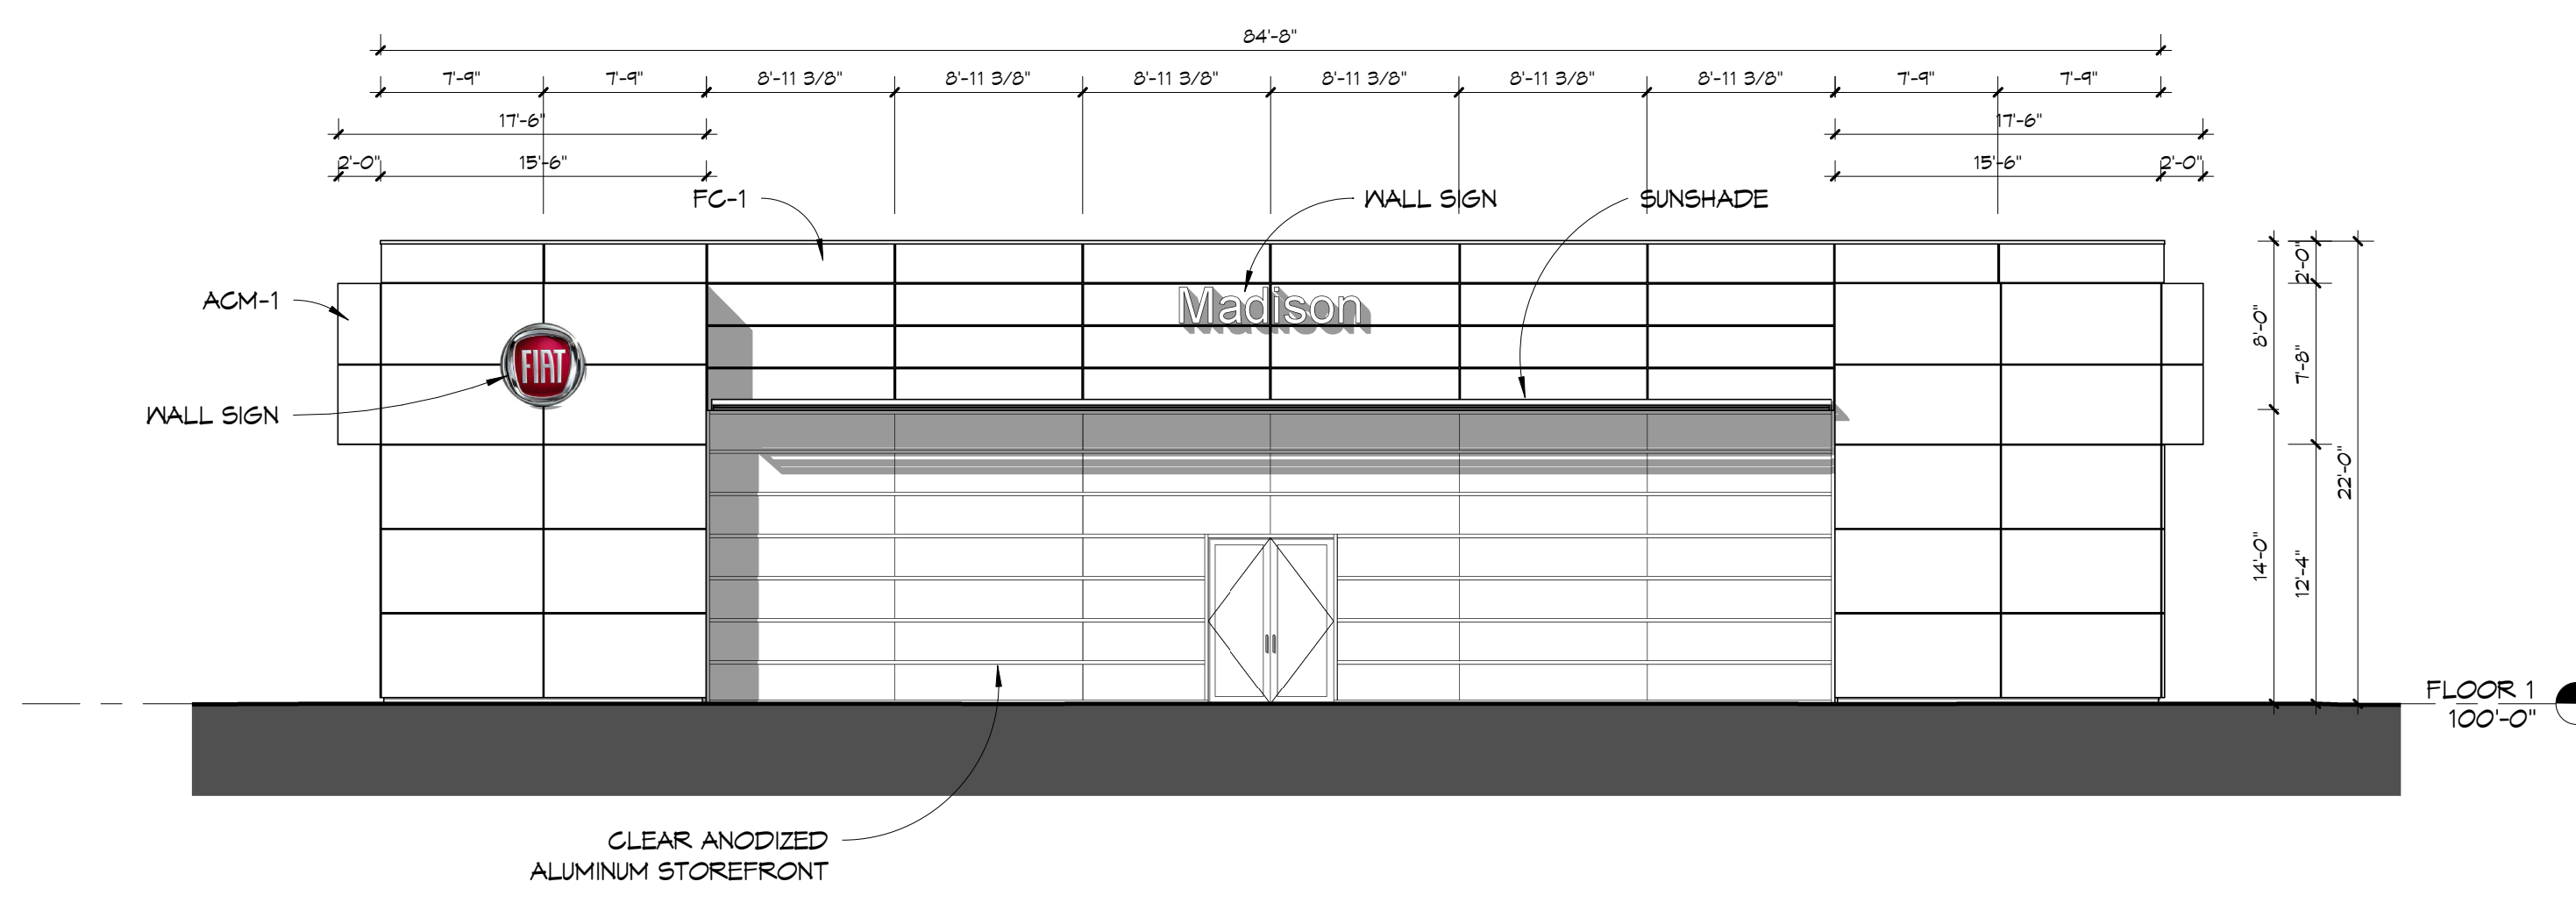 84'-8"
7'-9" 7'-9" 8'-11 3/8" 8'-11 3/8" 8'-11 3/8" 8'-11 3/8" 8'-11 3/8" 8'-11 3/8" 7'-9" 7'-9"
17'-6" 17'-6"
2'-0" 15'-6" 15'-6" 2'-0"
FC-1 WALL SIGN SUNSHADE
ACM-1
Madison
FIAT
WALL SIGN
2'-0"
8'-0"
7'-8"
22'-0"
14'-0"
12'-4"
FLOOR 1
100'-0"
CLEAR ANODIZED
ALUMINUM STOREFRONT